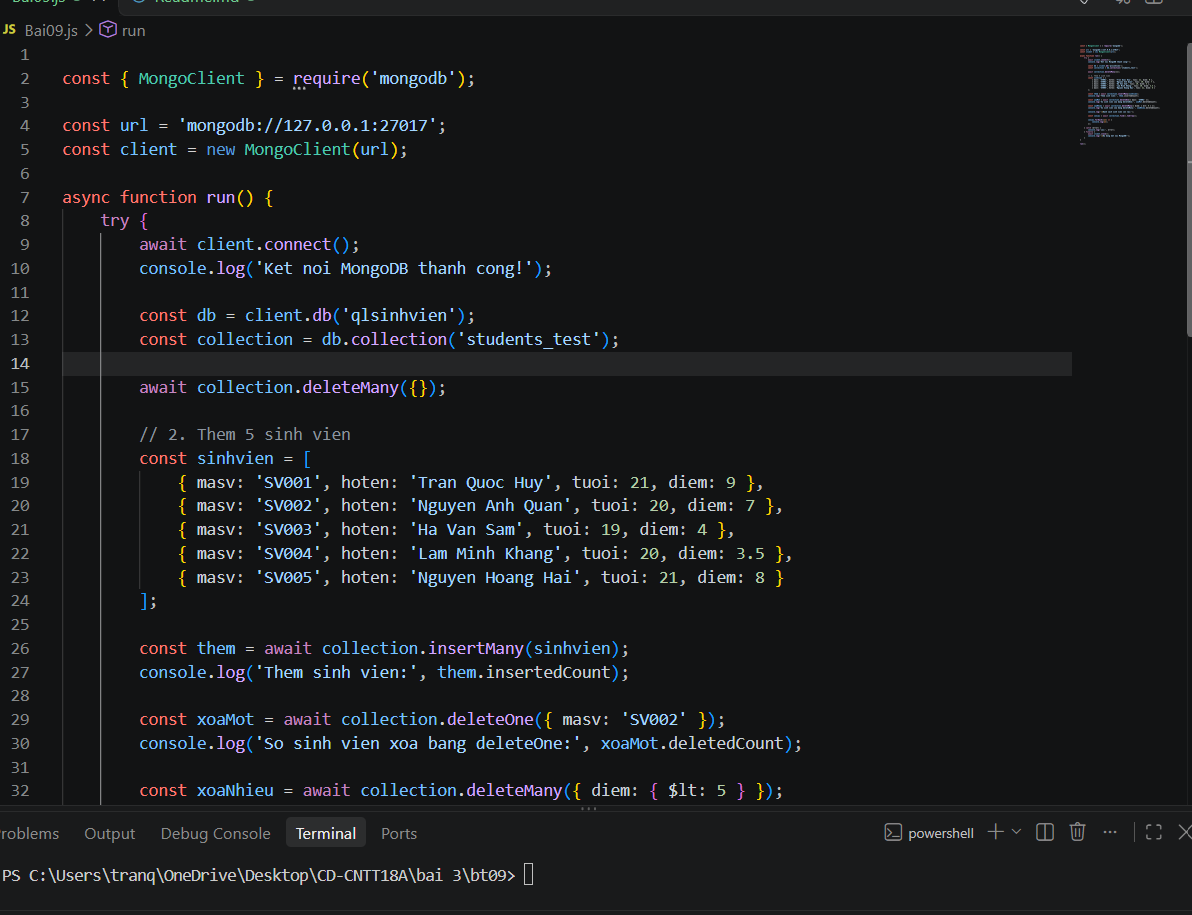 JS Bai09.js > run
1
2 const { MongoClient } = require('mongodb');
3
4 const url = 'mongodb://127.0.0.1:27017';
5 const client = new MongoClient(url);
6
7 async function run() {
8     try {
9         await client.connect();
10         console.log('Ket noi MongoDB thanh cong!');
11
12         const db = client.db('qlsinhvien');
13         const collection = db.collection('students_test');
14
15         await collection.deleteMany({});
16
17         // 2. Them 5 sinh vien
18         const sinhvien = [
19             { masv: 'SV001', hoten: 'Tran Quoc Huy', tuoi: 21, diem: 9 },
20             { masv: 'SV002', hoten: 'Nguyen Anh Quan', tuoi: 20, diem: 7 },
21             { masv: 'SV003', hoten: 'Ha Van Sam', tuoi: 19, diem: 4 },
22             { masv: 'SV004', hoten: 'Lam Minh Khang', tuoi: 20, diem: 3.5 },
23             { masv: 'SV005', hoten: 'Nguyen Hoang Hai', tuoi: 21, diem: 8 }
24         ];
25
26         const them = await collection.insertMany(sinhvien);
27         console.log('Them sinh vien:', them.insertedCount);
28
29         const xoaMot = await collection.deleteOne({ masv: 'SV002' });
30         console.log('So sinh vien xoa bang deleteOne:', xoaMot.deletedCount);
31
32         const xoaNhieu = await collection.deleteMany({ diem: { $lt: 5 } });
roblems Output Debug Console Terminal Ports powershell
PS C:\Users\tranq\OneDrive\Desktop\CD-CNTT18A\bai 3\bt09>